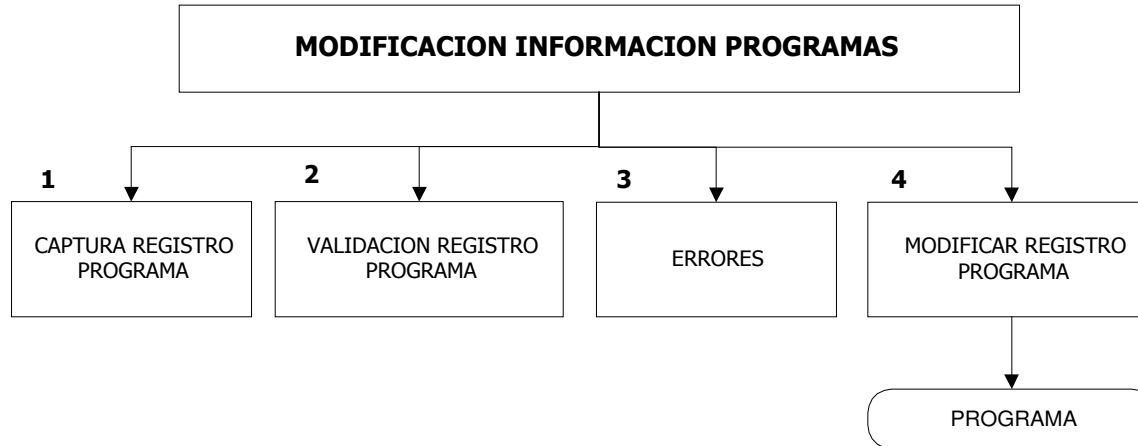 MODIFICACION INFORMACION PROGRAMAS
1
2
3
4
CAPTURA REGISTRO
PROGRAMA
VALIDACION REGISTRO
PROGRAMA
ERRORES
MODIFICAR REGISTRO
PROGRAMA
PROGRAMA